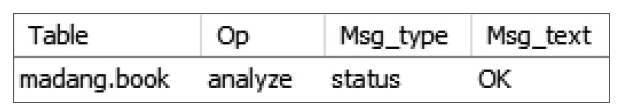 Table Op Msg_type Msg_text
madang.book analyze status OK